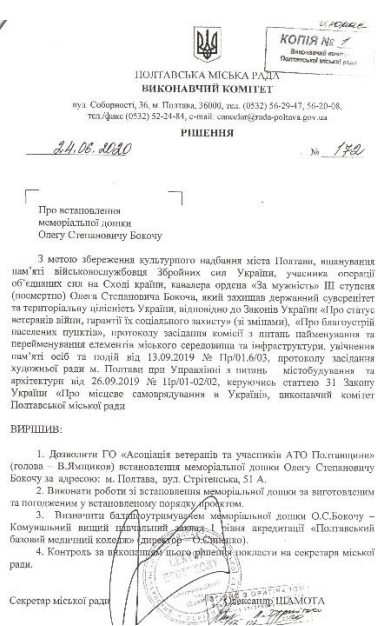 КОПІЯ № 1
Виконавчий комітет
Полтавської міської ради
ПОЛТАВСЬКА МІСЬКА РАДА
ВИКОНАВЧИЙ КОМІТЕТ
вул. Соборності, 36, м. Полтава, 36000, тел. (0532) 56-29-47, 56-20-08,
тел./факс (0532) 52-24-84, e-mail: cancelar@rada-poltava.gov.ua
РІШЕННЯ
24.06.2020 № 172
Про встановлення
меморіальної дошки
Олегу Степановичу Бокочу
З метою збереження культурного надбання міста Полтави, вшанування
пам'яті військовослужбовця Збройних сил України, учасника операції
об'єднаних сил на Сході країни, кавалера ордена «За мужність» ІІІ ступеня
(посмертно) Олега Степановича Бокоча, який захищав державний суверенітет
та територіальну цілісність України, відповідно до Законів України «Про статус
ветеранів війни, гарантії їх соціального захисту» (зі змінами), «Про благоустрій
населених пунктів», протоколу засідання комісії з питань найменування та
перейменування елементів міського середовища та інфраструктури, увічнення
пам'яті осіб та подій від 13.09.2019 № Пр/01.6/03, протоколу засідання
художньої ради м. Полтави при Управлінні з питань містобудування та
архітектури від 26.09.2019 № Пр/01-02/02, керуючись статтею 31 Закону
України «Про місцеве самоврядування в Україні», виконавчий комітет
Полтавської міської ради
ВИРІШИВ:
1. Дозволити ГО «Асоціація ветеранів та учасників АТО Полтавщини»
(голова – В.Ямщиков) встановлення меморіальної дошки Олегу Степановичу
Бокочу за адресою: м. Полтава, вул. Стрітенська, 51 А.
2. Виконати роботи зі встановлення меморіальної дошки за виготовленим
та погодженим у встановленому порядку проектом.
3. Визначити балансоутримувачем меморіальної дошки О.С.Бокочу –
Комунальний вищий навчальний заклад І рівня акредитації «Полтавський
базовий медичний коледж» (директор – О.Синенко).
4. Контроль за виконанням цього рішення покласти на секретаря міської
ради.
Секретар міської ради Олександр ШАМОТА